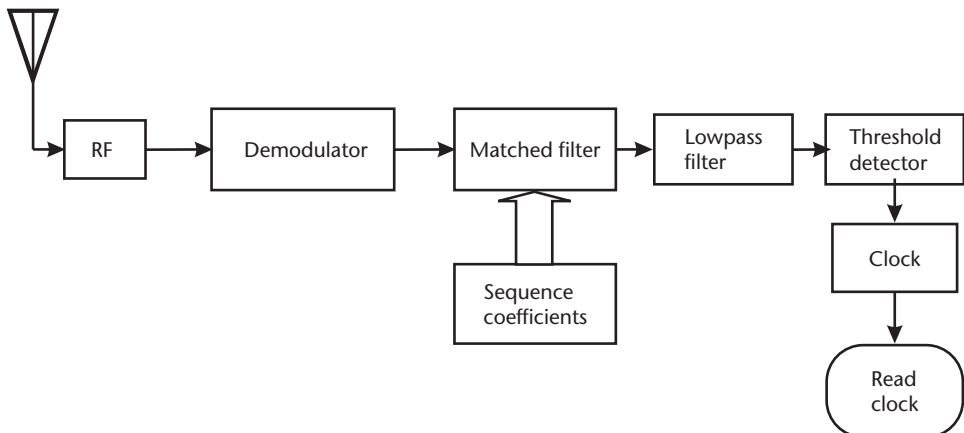 RF
Demodulator
Matched filter
Lowpass
filter
Threshold
detector
Sequence
coefficients
Clock
Read
clock